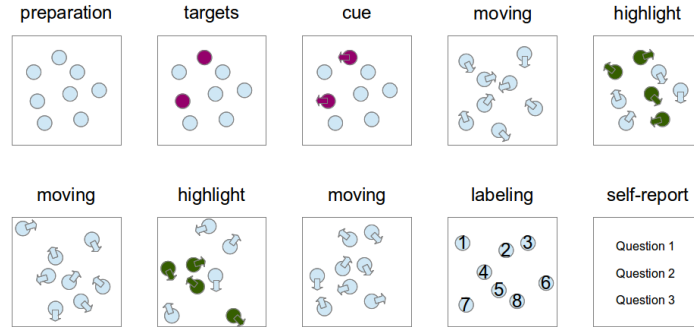 preparation
targets
cue
moving
highlight
moving
highlight
moving
labeling
self-report
1
2
3
4
5
6
7
8
Question 1
Question 2
Question 3